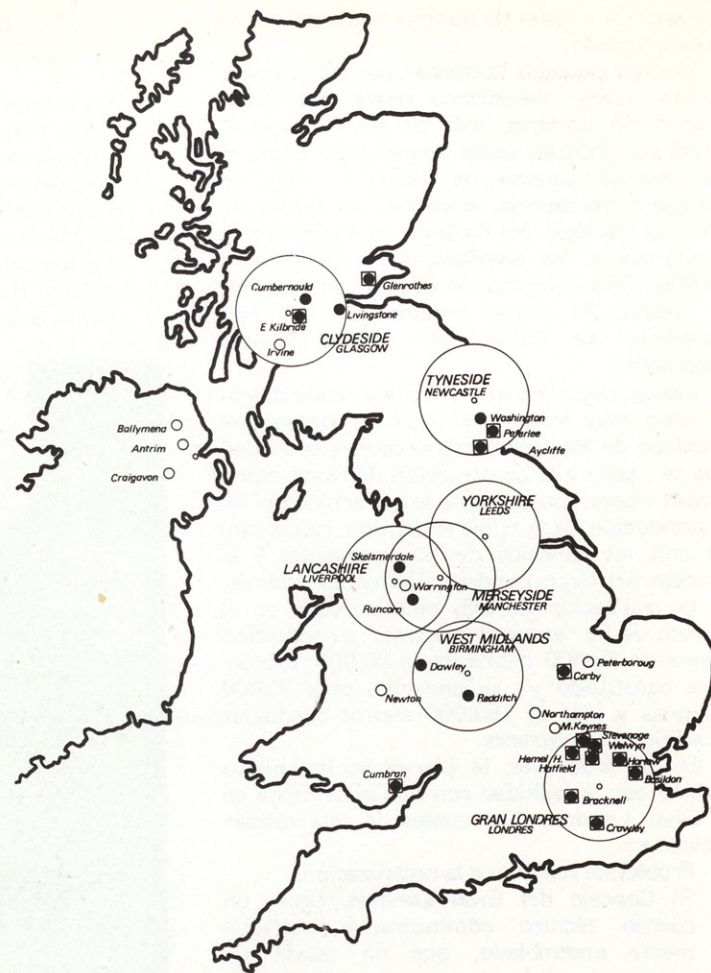 Cumbernauld
Glenrothes
Livingstone
E. Kilbride
CLYDESIDE
GLASGOW
Irvine
TYNESIDE
NEWCASTLE
Washington
Peterlee
Aycliffe
Ballymena
Antrim
Craigavon
YORKSHIRE
LEEDS
Skelsmerdale
LANCASHIRE
LIVERPOOL
Warrington
MERSEYSIDE
MANCHESTER
Runcorn
WEST MIDLANDS
BIRMINGHAM
Dawley
Peterboroug
Corby
Newton
Redditch
Northampton
M.Keynes
Stevenage
Welwyn
Hemel H.
Harlow
Hatfield
Basildon
Cumbran
Bracknell
GRAN LONDRES
LONDRES
Crawley